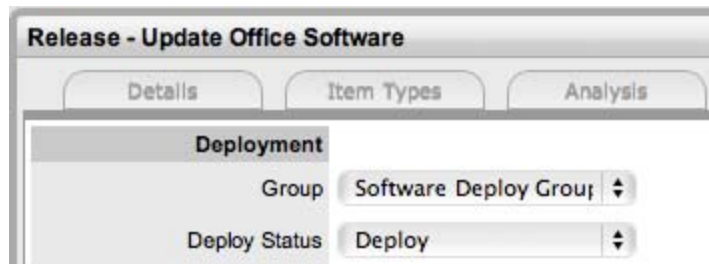 Release - Update Office Software
Details Item Types Analysis
Deployment
Group Software Deploy Grou
Deploy Status Deploy